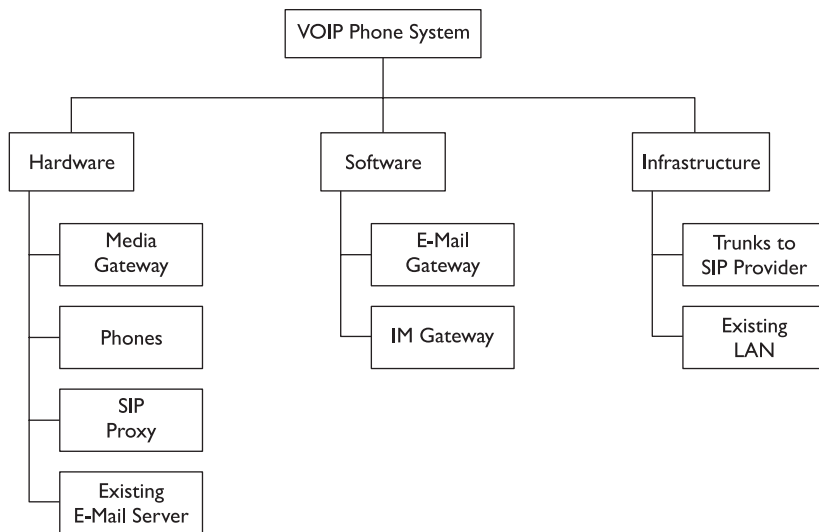 VOIP Phone System
Hardware
Software
Infrastructure
Media
Gateway
Phones
SIP
Proxy
Existing
E-Mail Server
E-Mail
Gateway
IM Gateway
Trunks to
SIP Provider
Existing
LAN